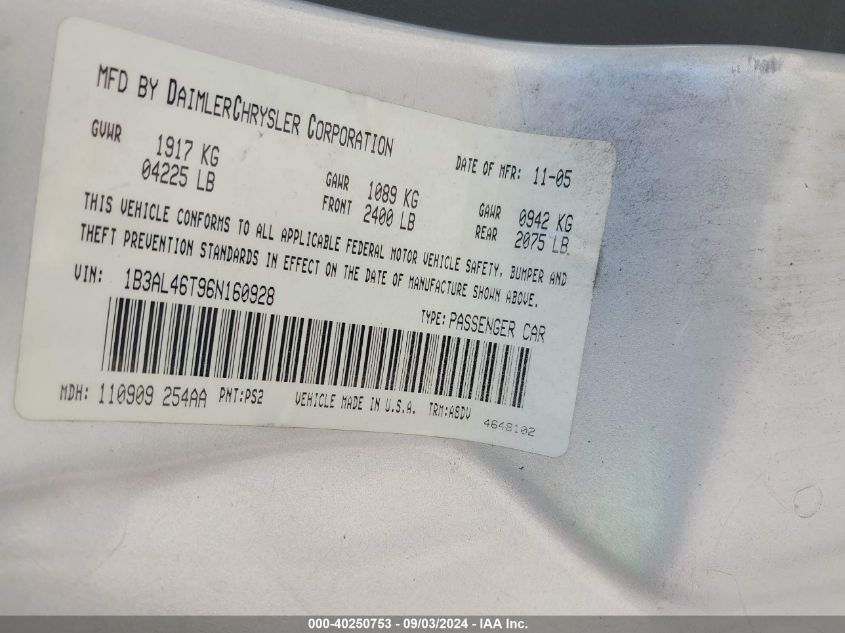 MFD BY DAIMLERCHRYSLER CORPORATION
DATE OF MFR: 11-05
GVWR 1917 KG
04225 LB
GAWR FRONT 1089 KG
2400 LB
GAWR REAR 0942 KG
2075 LB
THIS VEHICLE CONFORMS TO ALL APPLICABLE FEDERAL MOTOR VEHICLE SAFETY, BUMPER AND
THEFT PREVENTION STANDARDS IN EFFECT ON THE DATE OF MANUFACTURE SHOWN ABOVE.
VIN: 1B3AL46T96N160928
TYPE: PASSENGER CAR
MDH: 110909 254AA PNT:PS2 VEHICLE MADE IN U.S.A. TRM:A8DV
4648102
000-40250753 - 09/03/2024 - IAA Inc.